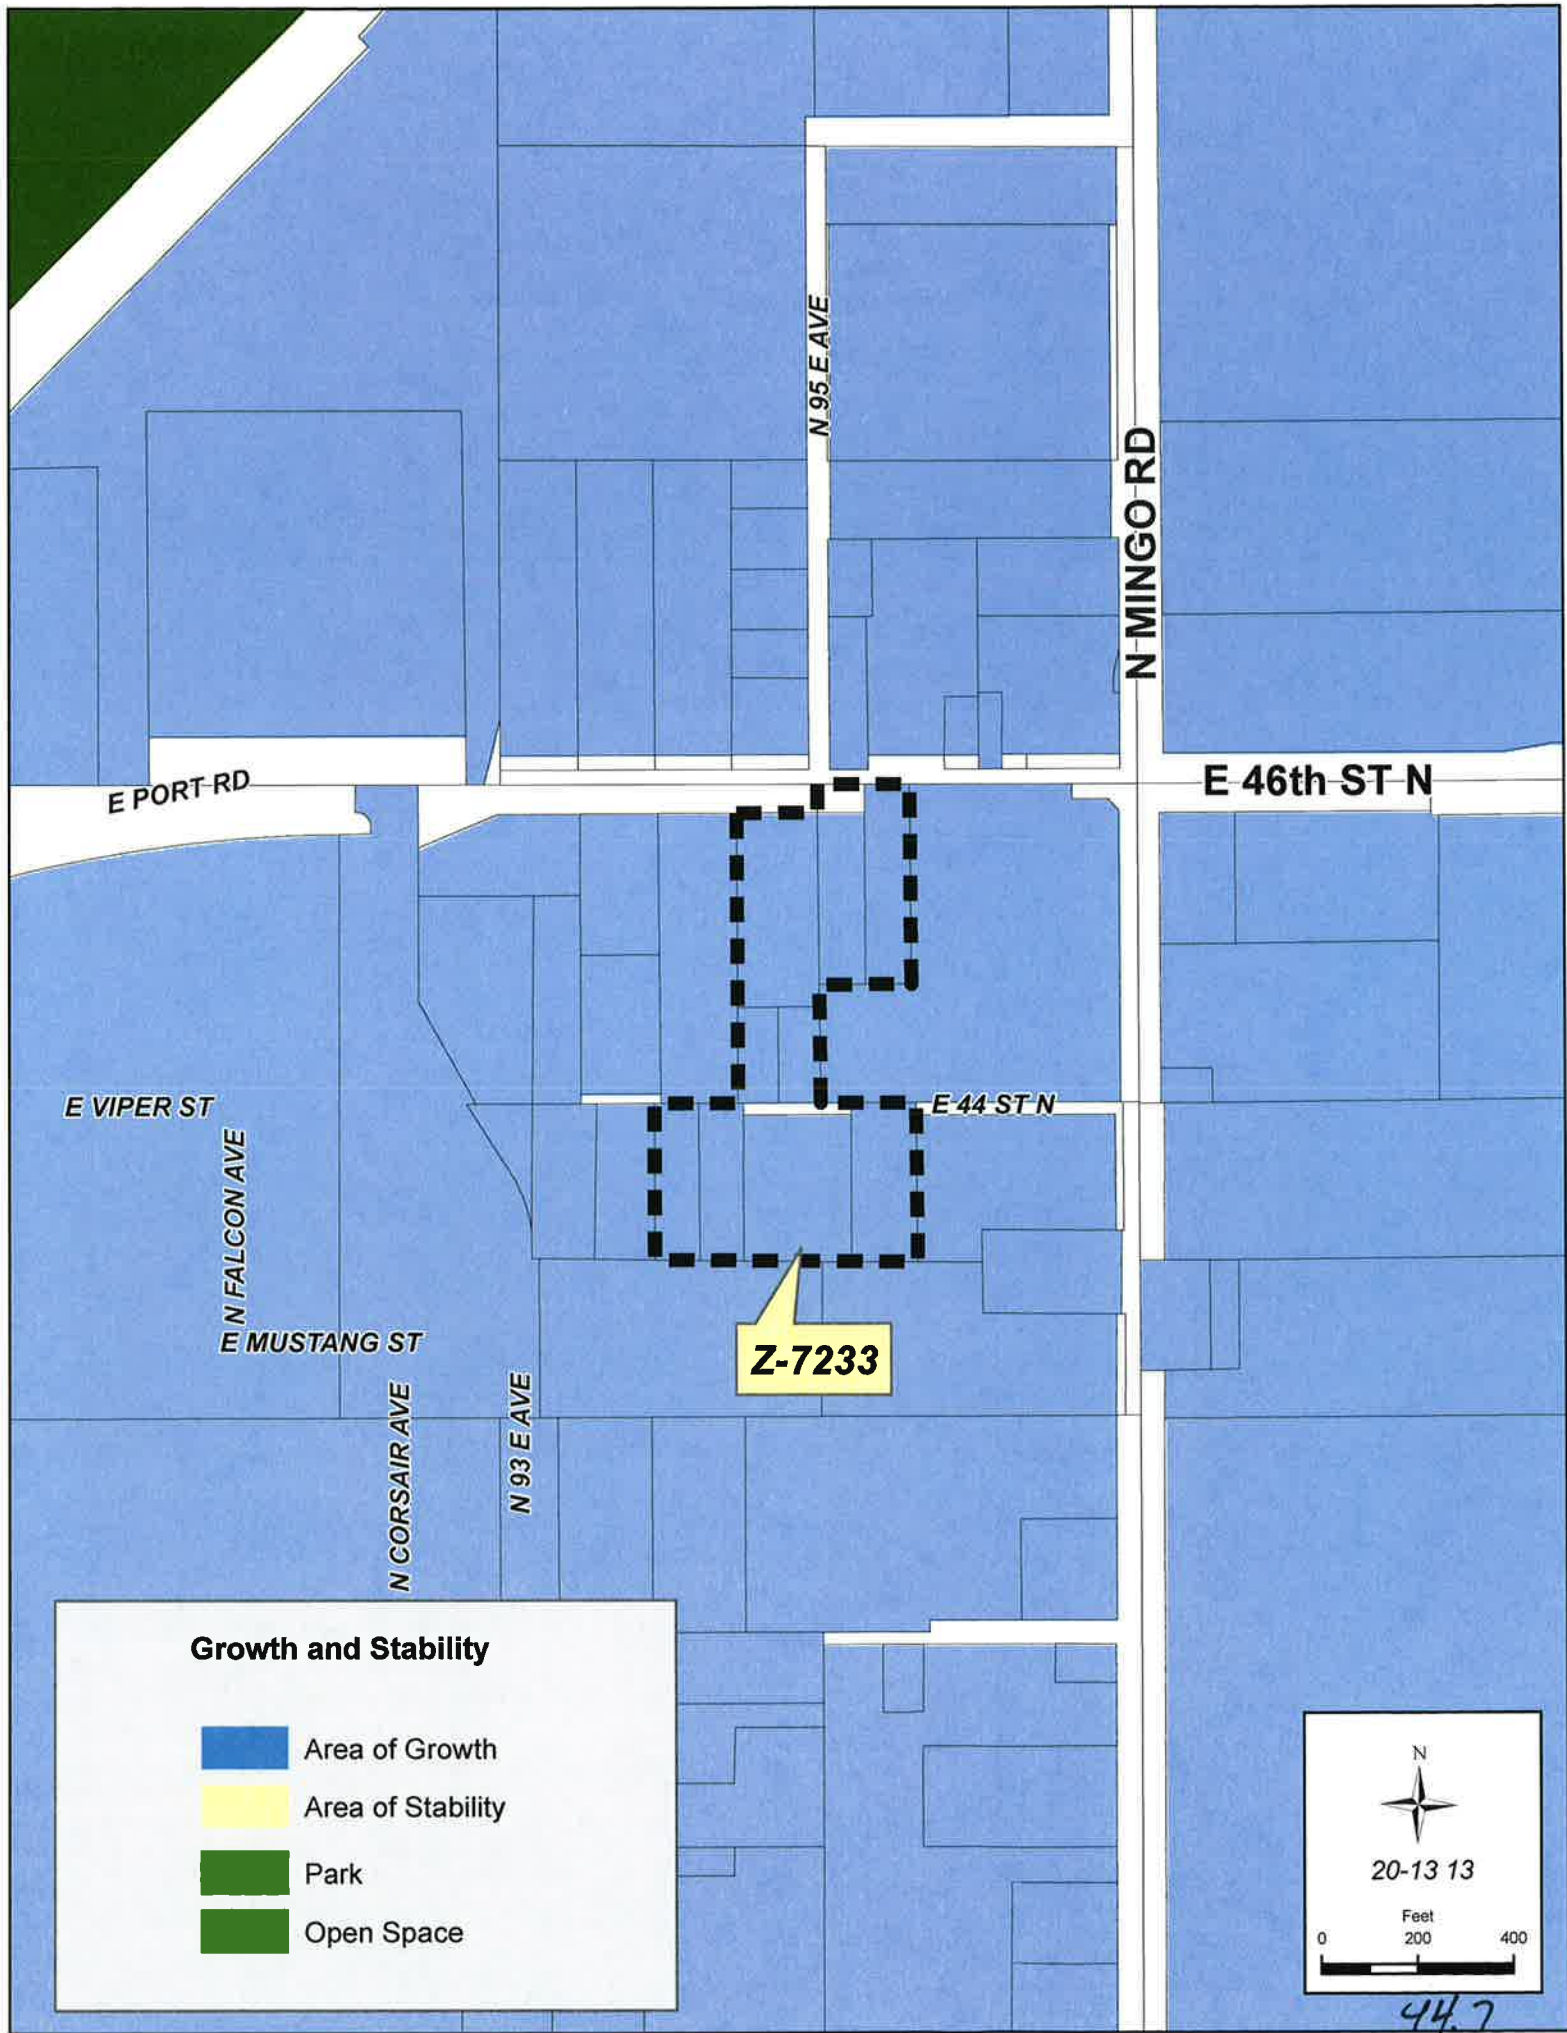 N 95 E AVE
N MINGO RD
E PORT RD
E 46th ST N
E VIPER ST
E 44 ST N
N FALCON AVE
E MUSTANG ST
Z-7233
N CORSAIR AVE
N 93 E AVE
Growth and Stability
Area of Growth
Area of Stability
Park
Open Space
N
20-13 13
Feet
0 200 400
44.7